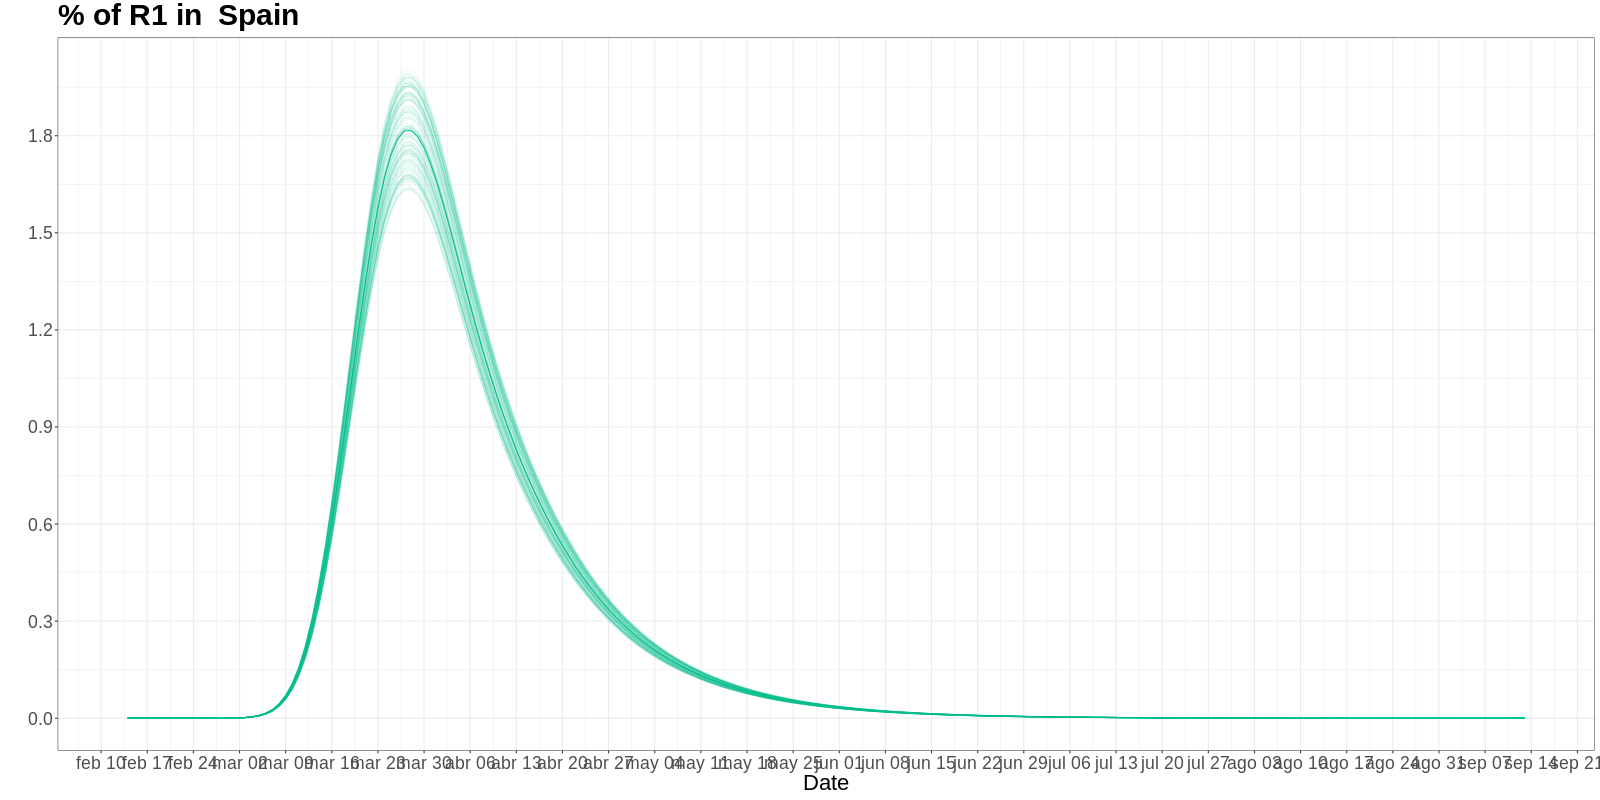 % of R1 in  Spain
1.8
1.5
1.2
0.9
0.6
0.3
0.0
feb 10 feb 17 feb 24 mar 02 mar 09 mar 16 mar 23 mar 30 abr 06 abr 13 abr 20 abr 27 may 04 may 11 may 18 may 25 jun 01 jun 08 jun 15 jun 22 jun 29 jul 06 jul 13 jul 20 jul 27 ago 03 ago 10 ago 17 ago 24 ago 31 sep 07 sep 14 sep 21
Date